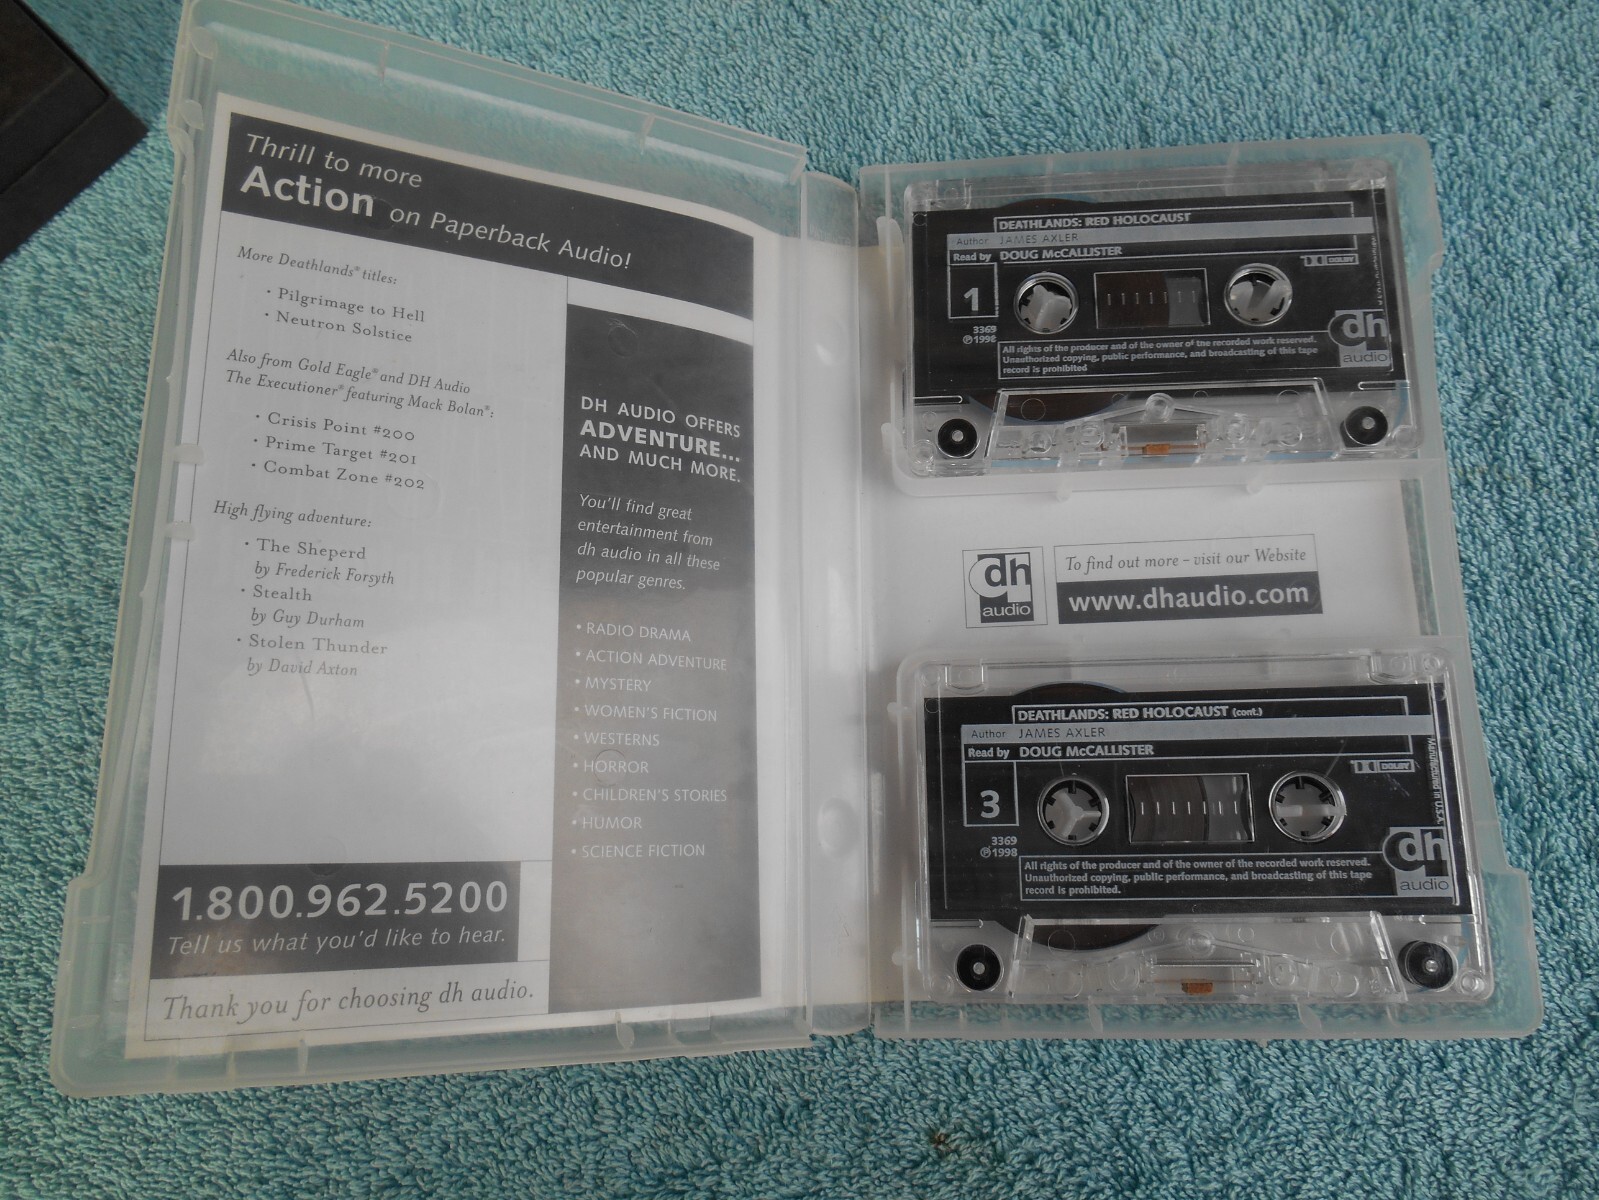 Thrill to more
Action on Paperback Audio!
More Deathlands® titles:
• Pilgrimage to Hell
• Neutron Solstice
Also from Gold Eagle® and DH Audio
The Executioner® featuring Mack Bolan®:
• Crisis Point #200
• Prime Target #201
• Combat Zone #202
High flying adventure:
• The Sheperd
by Frederick Forsyth
• Stealth
by Guy Durham
• Stolen Thunder
by David Axton
1.800.962.5200
Tell us what you'd like to hear.
Thank you for choosing dh audio.
DH AUDIO OFFERS
ADVENTURE...
AND MUCH MORE.
You'll find great
entertainment from
dh audio in all these
popular genres.
• RADIO DRAMA
• ACTION ADVENTURE
• MYSTERY
• WOMEN'S FICTION
• WESTERNS
• HORROR
• CHILDREN'S STORIES
• HUMOR
• SCIENCE FICTION
DEATHLANDS: RED HOLOCAUST
Author JAMES AXLER
Read by DOUG McCALLISTER
DOLBY
1
3369
℗1998
All rights of the producer and of the owner of the recorded work reserved.
Unauthorized copying, public performance, and broadcasting of this tape
record is prohibited
dh
audio
dh
audio
To find out more – visit our Website
www.dhaudio.com
DEATHLANDS: RED HOLOCAUST (cont.)
Author JAMES AXLER
Read by DOUG McCALLISTER
DOLBY
Manufactured in U.S.A.
3
3369
℗1998
All rights of the producer and of the owner of the recorded work reserved.
Unauthorized copying, public performance, and broadcasting of this tape
record is prohibited.
dh
audio